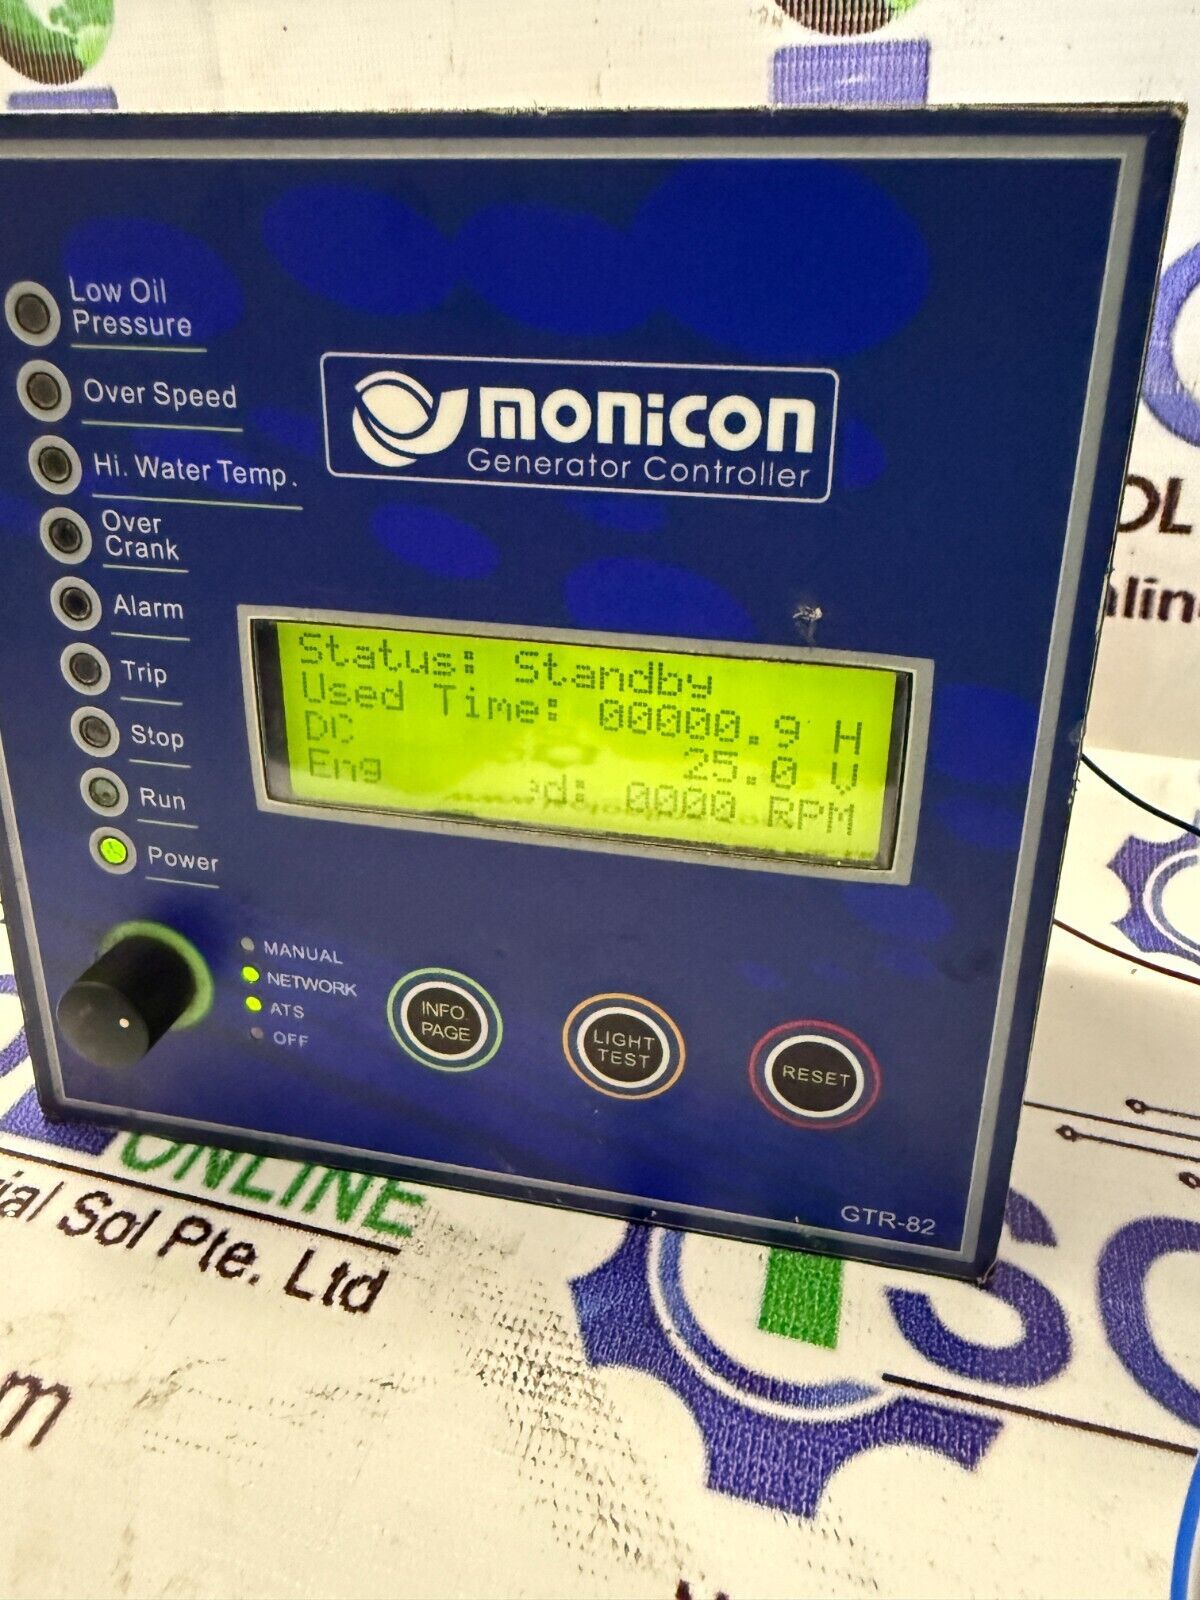 Low Oil
Pressure
Over Speed
Hi. Water Temp.
Over
Crank
Alarm
Trip
Stop
Run
Power
monicon
Generator Controller
Status: Standby
Used Time: 00000.9 H
DC 25.0 V
Eng d: 0000 RPM
MANUAL
NETWORK
ATS
OFF
INFO.
PAGE
LIGHT
TEST
RESET
GTR-82
OL
ONLINE
Sol Pte. Ltd